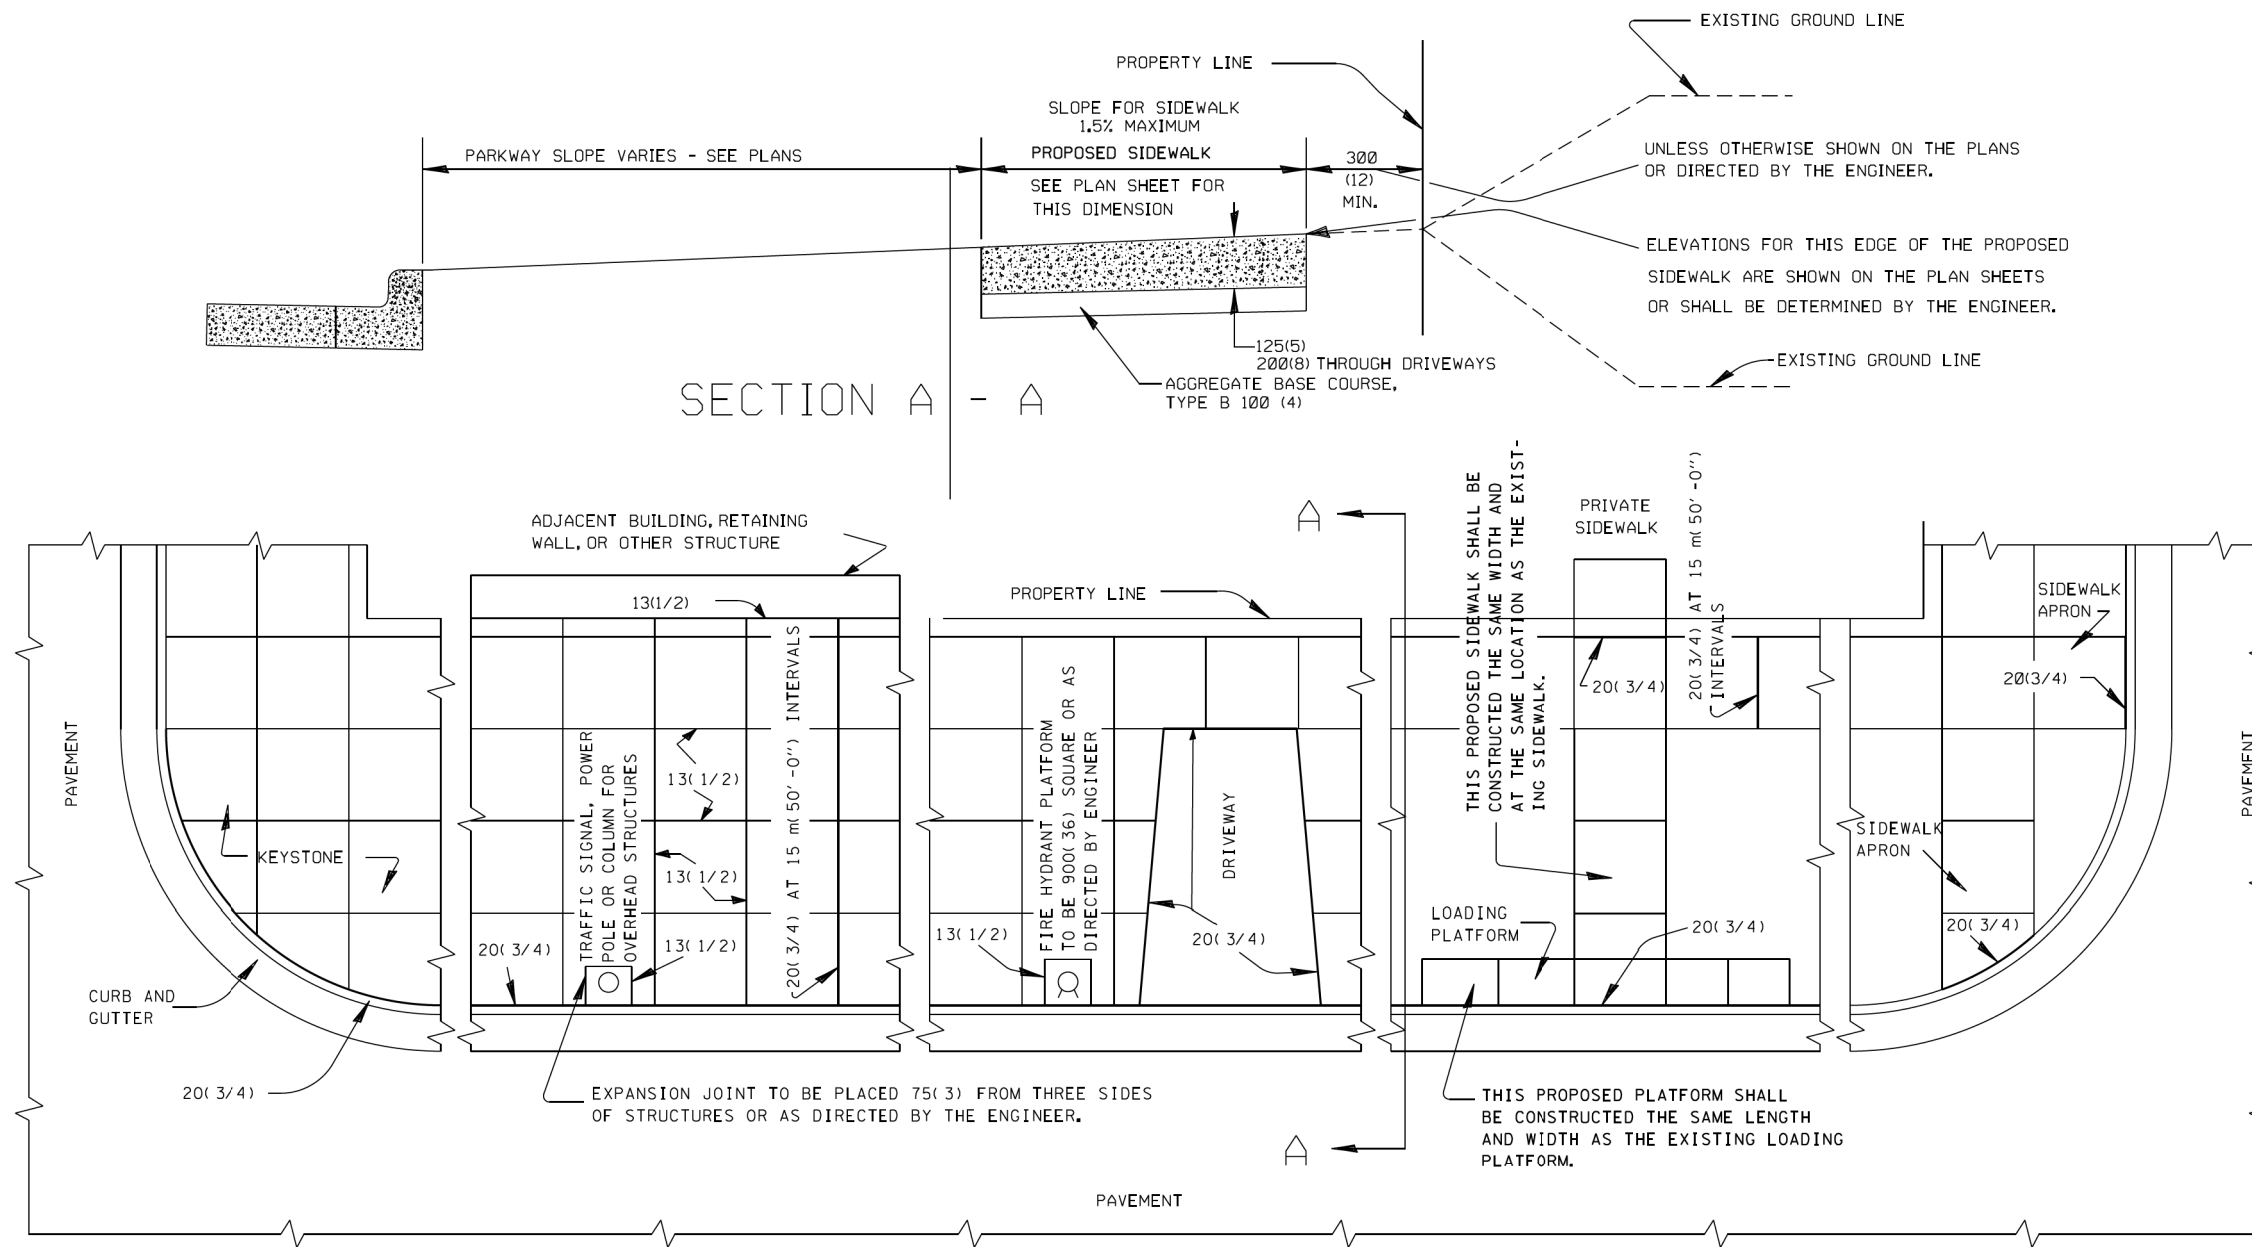 EXISTING GROUND LINE
PROPERTY LINE
SLOPE FOR SIDEWALK
1.5% MAXIMUM
PARKWAY SLOPE VARIES - SEE PLANS
PROPOSED SIDEWALK
300
(12)
MIN.
SEE PLAN SHEET FOR
THIS DIMENSION
UNLESS OTHERWISE SHOWN ON THE PLANS
OR DIRECTED BY THE ENGINEER.
ELEVATIONS FOR THIS EDGE OF THE PROPOSED
SIDEWALK ARE SHOWN ON THE PLAN SHEETS
OR SHALL BE DETERMINED BY THE ENGINEER.
125(5)
200(8) THROUGH DRIVEWAYS
AGGREGATE BASE COURSE,
TYPE B 100 (4)
EXISTING GROUND LINE
SECTION A - A
ADJACENT BUILDING, RETAINING
WALL, OR OTHER STRUCTURE
13(1/2)
PROPERTY LINE
A
THIS PROPOSED SIDEWALK SHALL BE
CONSTRUCTED THE SAME WIDTH AND
AT THE SAME LOCATION AS THE EXIST-
ING SIDEWALK.
PRIVATE
SIDEWALK
20(3/4) AT 15 m(50'-0")
INTERVALS
20(3/4)
SIDEWALK
APRON
20(3/4)
PAVEMENT
KEYSTONE
TRAFFIC SIGNAL, POWER
POLE OR COLUMN FOR
OVERHEAD STRUCTURES
13(1/2)
13(1/2)
13(1/2)
20(3/4) AT 15 m(50'-0") INTERVALS
20(3/4)
FIRE HYDRANT PLATFORM
TO BE 900(36) SQUARE OR AS
DIRECTED BY ENGINEER
13(1/2)
DRIVEWAY
20(3/4)
LOADING
PLATFORM
20(3/4)
SIDEWALK
APRON
20(3/4)
PAVEMENT
CURB AND
GUTTER
20(3/4)
EXPANSION JOINT TO BE PLACED 75(3) FROM THREE SIDES
OF STRUCTURES OR AS DIRECTED BY THE ENGINEER.
THIS PROPOSED PLATFORM SHALL
BE CONSTRUCTED THE SAME LENGTH
AND WIDTH AS THE EXISTING LOADING
PLATFORM.
A
PAVEMENT